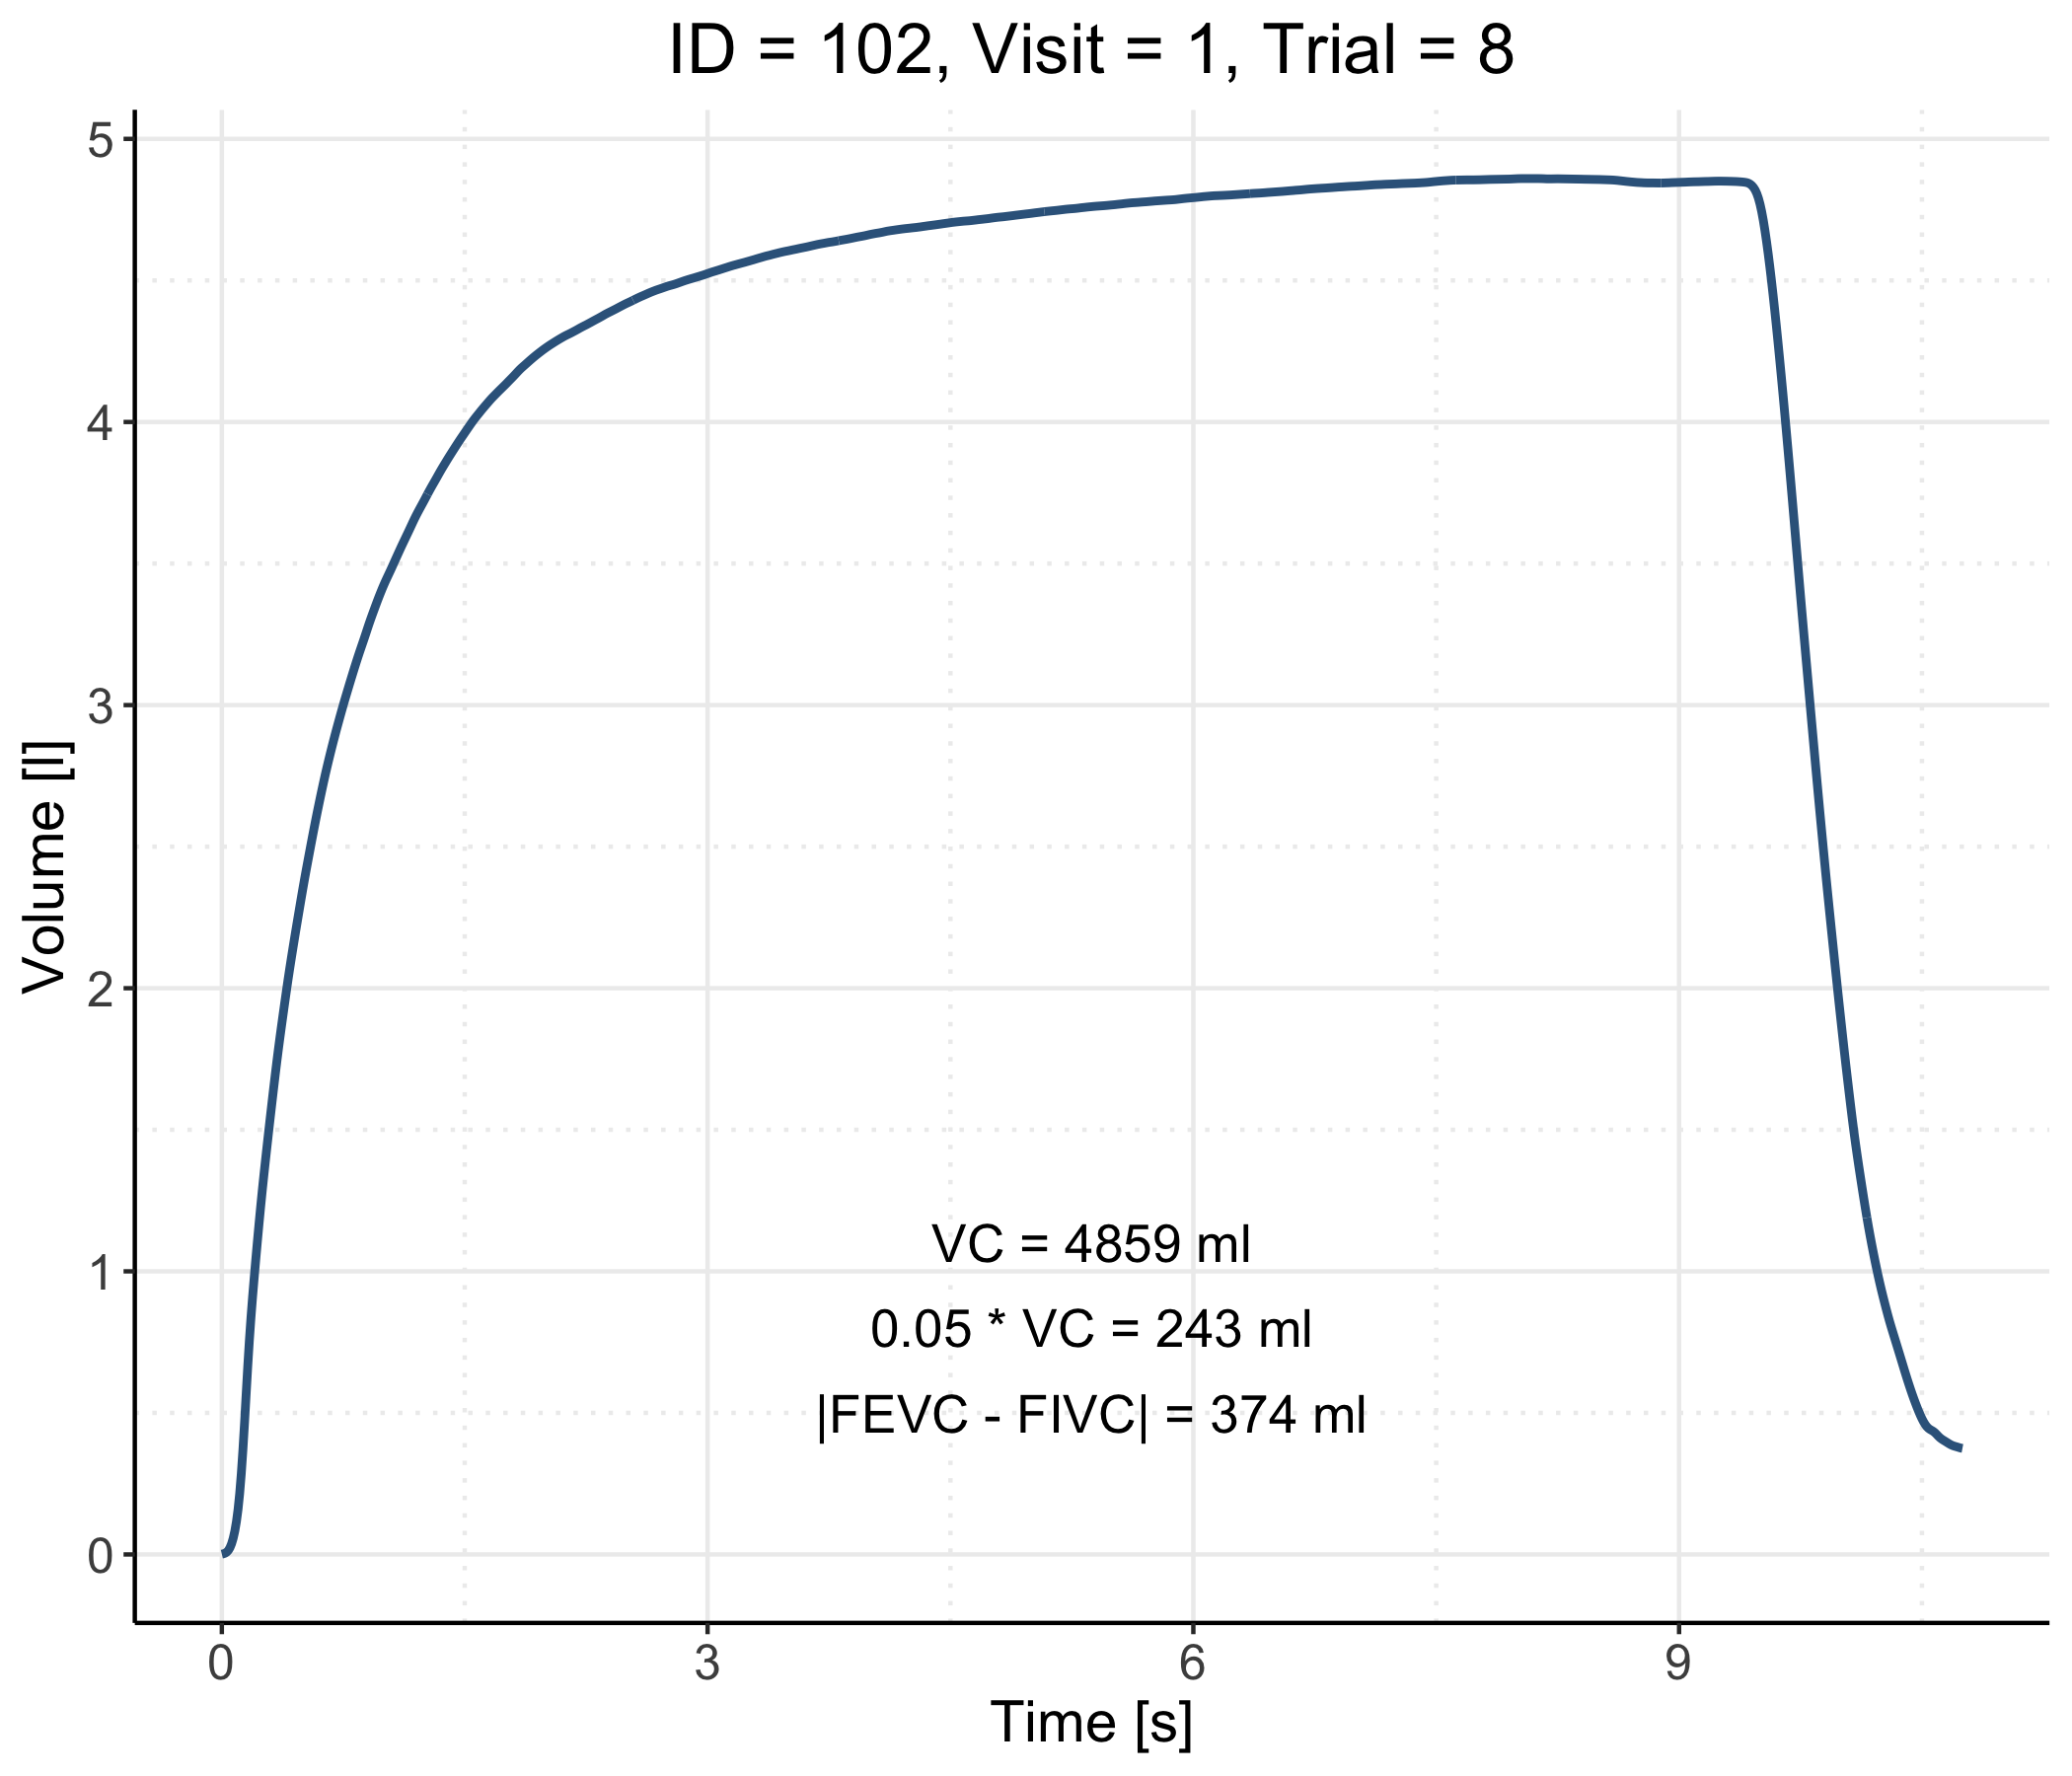 ID = 102, Visit = 1, Trial = 8
5
4
3
2
1
0
Volume [l]
VC = 4859 ml
0.05 * VC = 243 ml
|FEVC - FIVC| = 374 ml
0
3
6
9
Time [s]